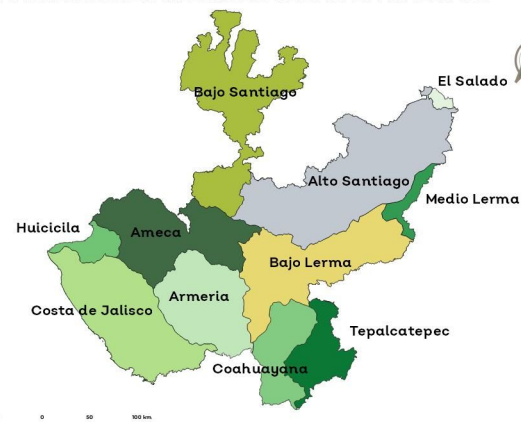 El Salado
Bajo Santiago
Alto Santiago
Medio Lerma
Huicicila
Ameca
Bajo Lerma
Armeria
Costa de Jalisco
Tepalcatepec
Coahuayana
0 50 100 km